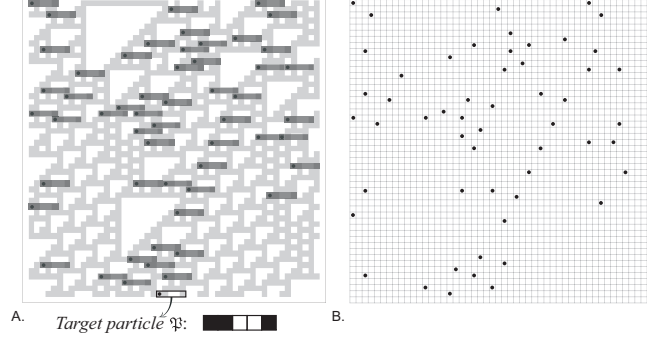 A. Target particle 𝔓: B.